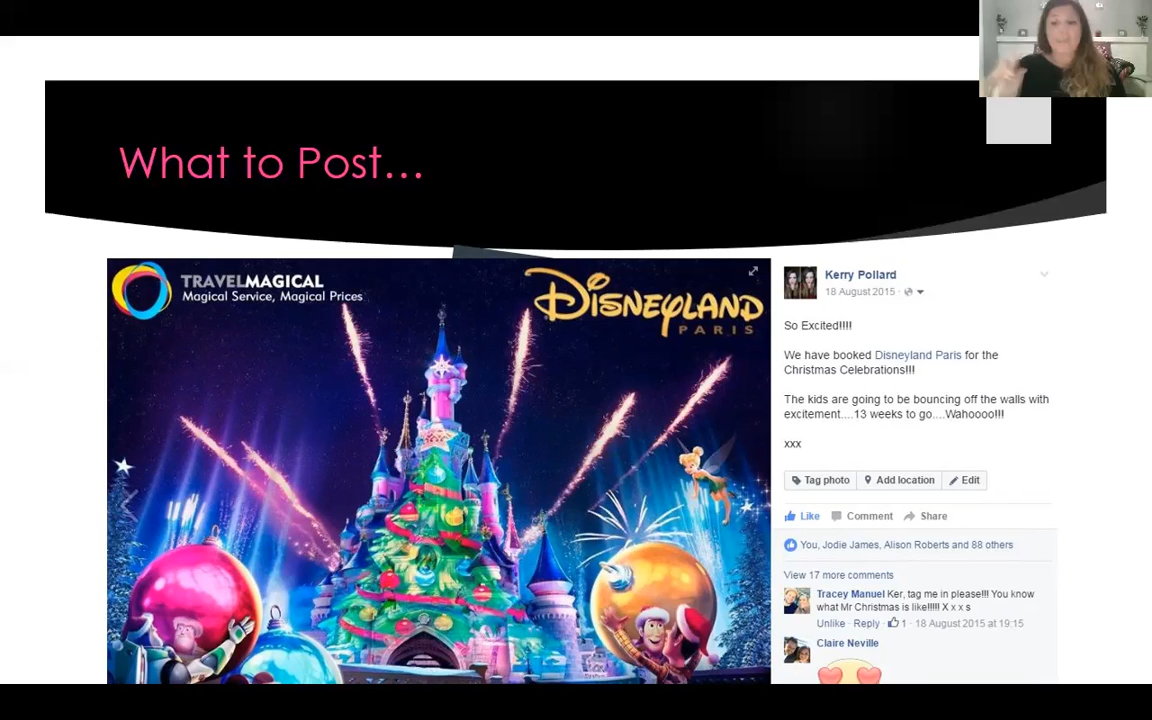 What to Post...
TRAVELMAGICAL
Magical Service, Magical Prices
DISNEYLAND
PARIS
Kerry Pollard
18 August 2015
So Excited!!!!
We have booked Disneyland Paris for the
Christmas Celebrations!!!
The kids are going to be bouncing off the walls with
excitement....13 weeks to go....Wahoooo!!!
xxx
Tag photo Add location Edit
Like Comment Share
You, Jodie James, Alison Roberts and 88 others
View 17 more comments
Tracey Manuel Ker, tag me in please!!! You know
what Mr Christmas is like!!!!! X x x s
Unlike · Reply · 1 · 18 August 2015 at 19:15
Claire Neville